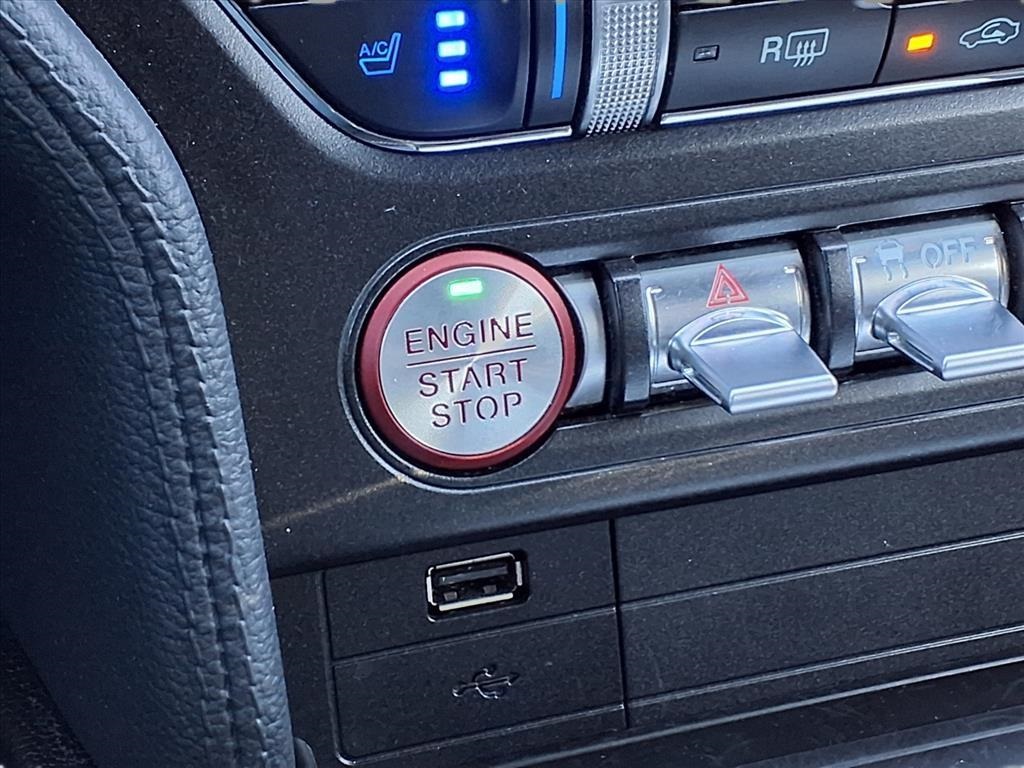 A/C
R
OFF
ENGINE
START
STOP